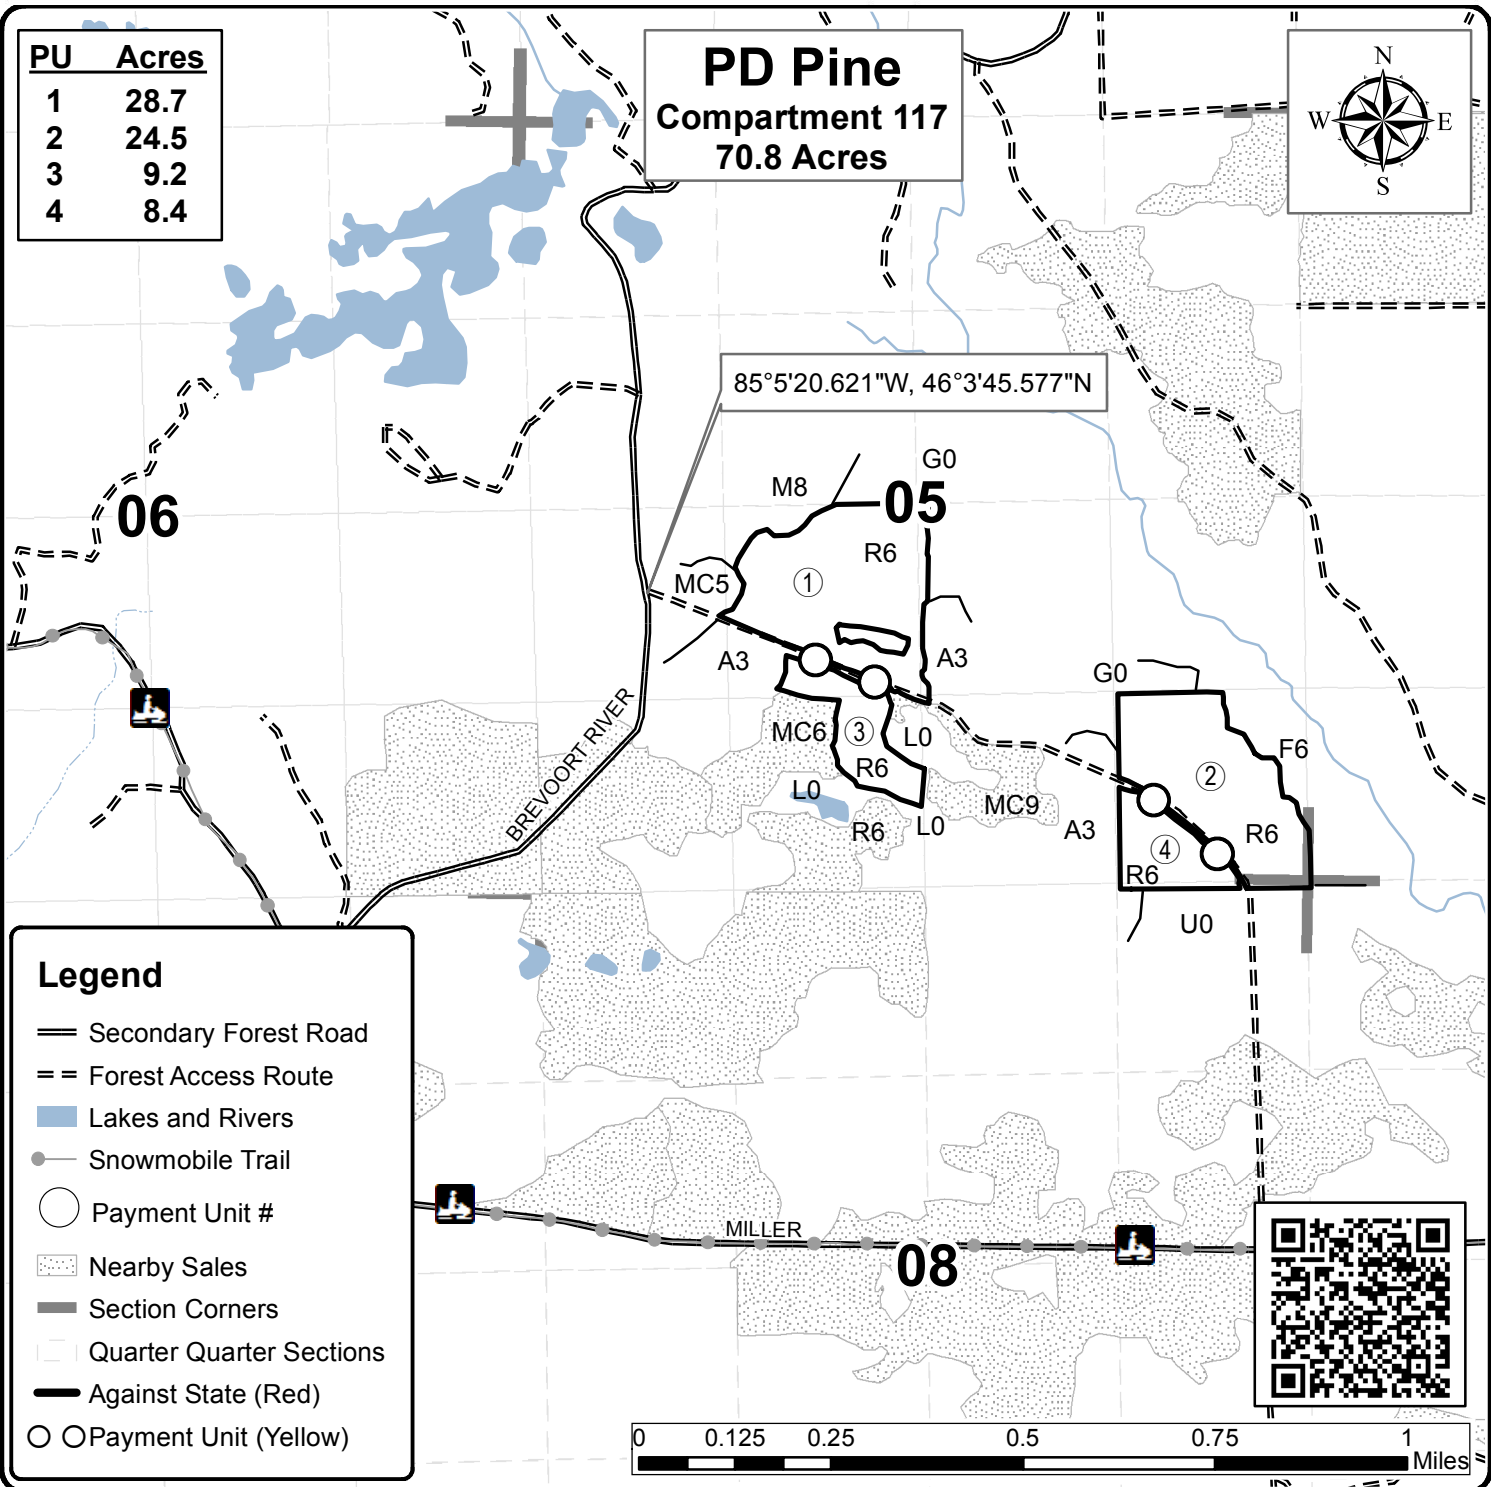 PU Acres
1 28.7
2 24.5
3 9.2
4 8.4
PD Pine
Compartment 117
70.8 Acres
N
W E
S
85°5'20.621"W, 46°3'45.577"N
G0
M8
05
06
R6
MC5
1
A3
A3
G0
MC6
3
L0
F6
R6
2
L0
MC9
R6
L0
A3
R6
4
R6
U0
BREVOORT RIVER
MILLER
08
Legend
Secondary Forest Road
Forest Access Route
Lakes and Rivers
Snowmobile Trail
Payment Unit #
Nearby Sales
Section Corners
Quarter Quarter Sections
Against State (Red)
Payment Unit (Yellow)
0 0.125 0.25 0.5 0.75 1
Miles